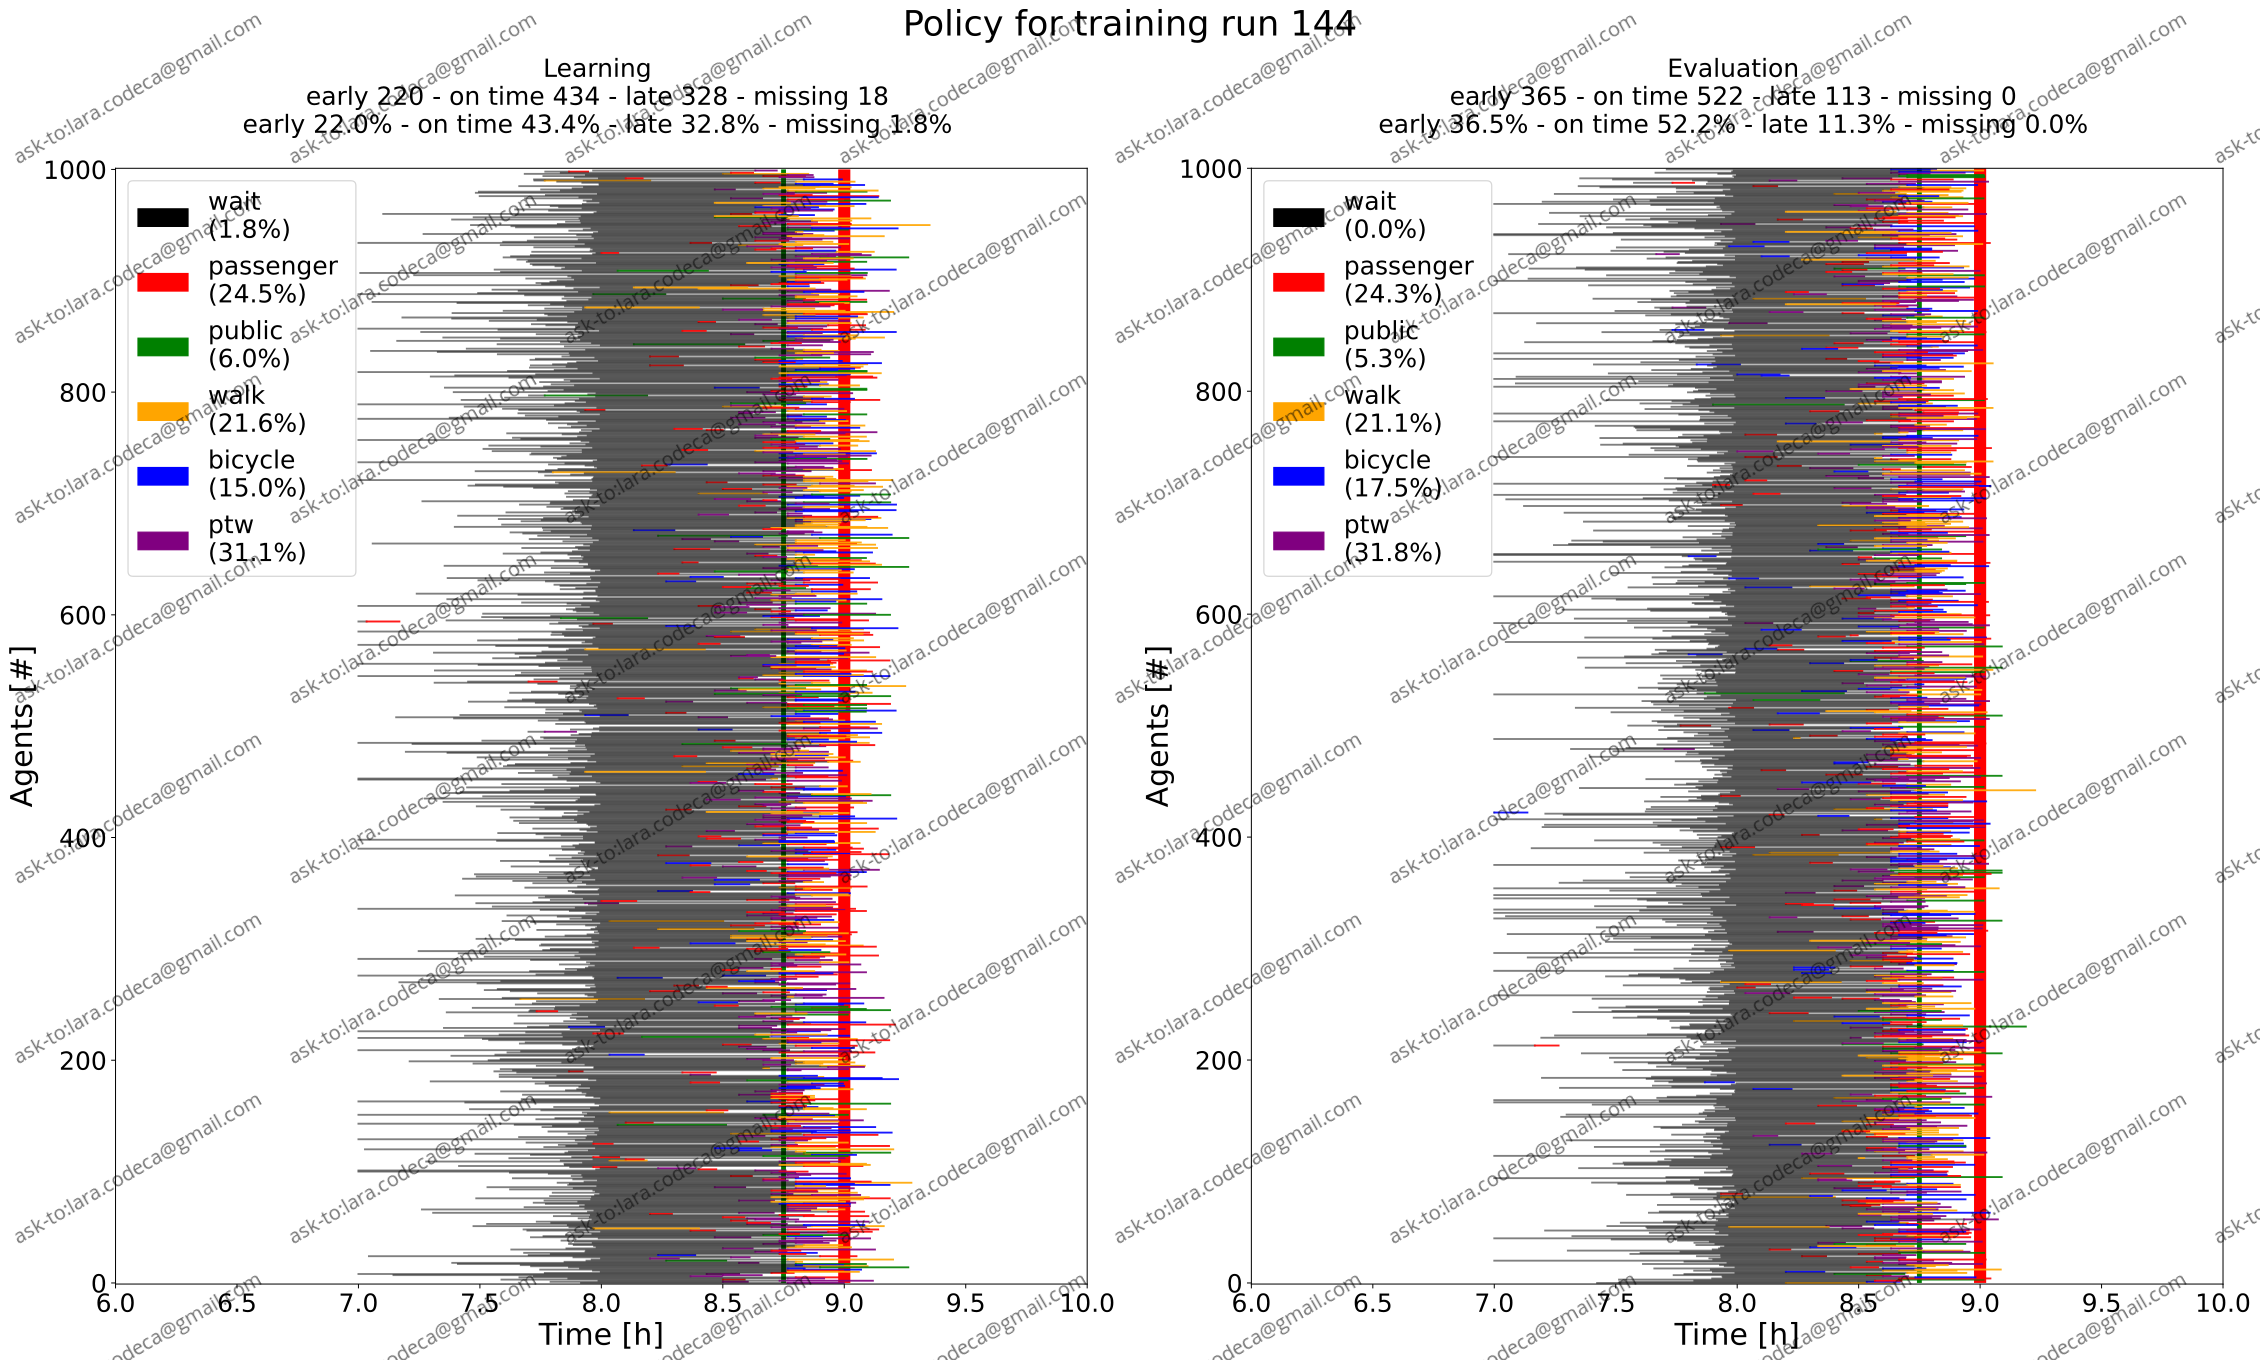 Policy for training run 144
Learning
early 220 - on time 434 - late 328 - missing 18
early 22.0% - on time 43.4% - late 32.8% - missing 1.8%
Evaluation
early 365 - on time 522 - late 113 - missing 0
early 36.5% - on time 52.2% - late 11.3% - missing 0.0%
wait
(1.8%)
passenger
(24.5%)
public
(6.0%)
walk
(21.6%)
bicycle
(15.0%)
ptw
(31.1%)
Agents [#]
1000
800
600
400
200
0
6.0 6.5 7.0 7.5 8.0 8.5 9.0 9.5 10.0
Time [h]
wait
(0.0%)
passenger
(24.3%)
public
(5.3%)
walk
(21.1%)
bicycle
(17.5%)
ptw
(31.8%)
Agents [#]
1000
800
600
400
200
0
6.0 6.5 7.0 7.5 8.0 8.5 9.0 9.5 10.0
Time [h]
ask-to:lara.codeca@gmail.com